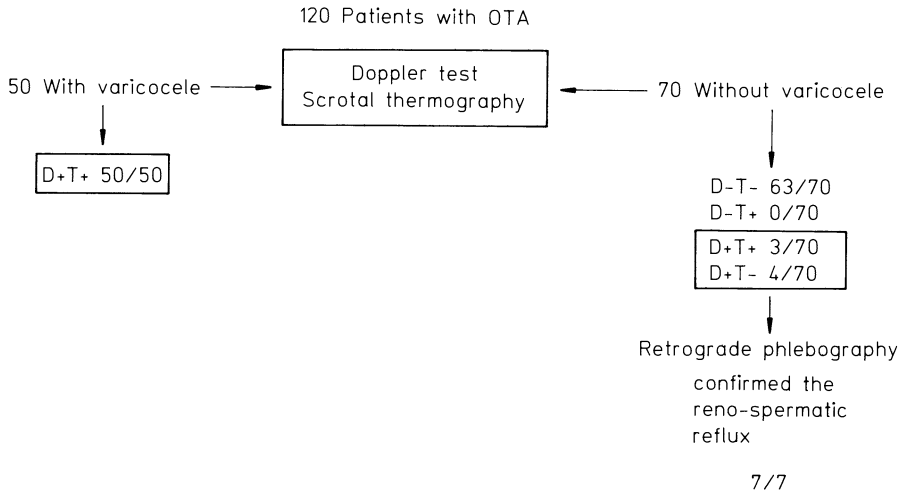 120 Patients with OTA
50 With varicocele
Doppler test
Scrotal thermography
70 Without varicocele
D+T+ 50/50
D-T- 63/70
D-T+ 0/70
D+T+ 3/70
D+T- 4/70
Retrograde phlebography
confirmed the
reno-spermatic
reflux
7/7